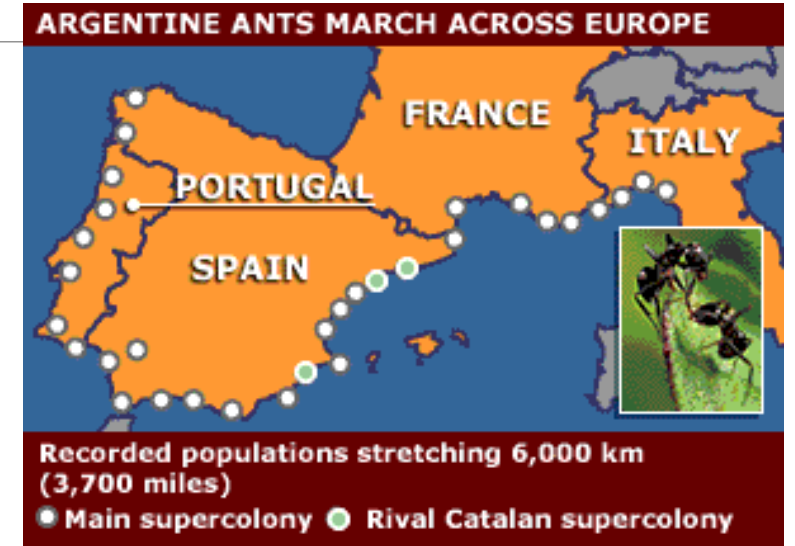 ARGENTINE ANTS MARCH ACROSS EUROPE
FRANCE
ITALY
PORTUGAL
SPAIN
Recorded populations stretching 6,000 km
(3,700 miles)
Main supercolony Rival Catalan supercolony